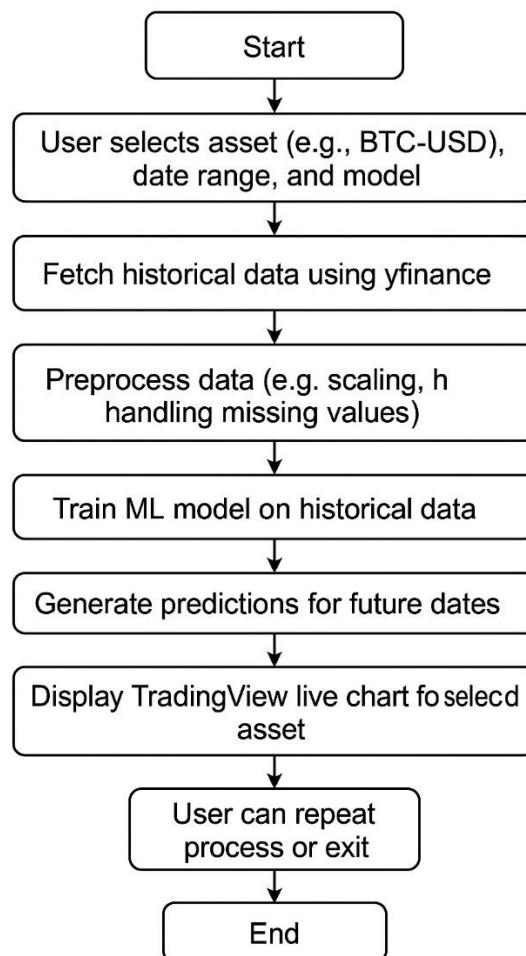 Start
User selects asset (e.g., BTC-USD),
date range, and model
Fetch historical data using yfinance
Preprocess data (e.g. scaling, h
handling missing values)
Train ML model on historical data
Generate predictions for future dates
Display TradingView live chart fo selecd
asset
User can repeat
process or exit
End